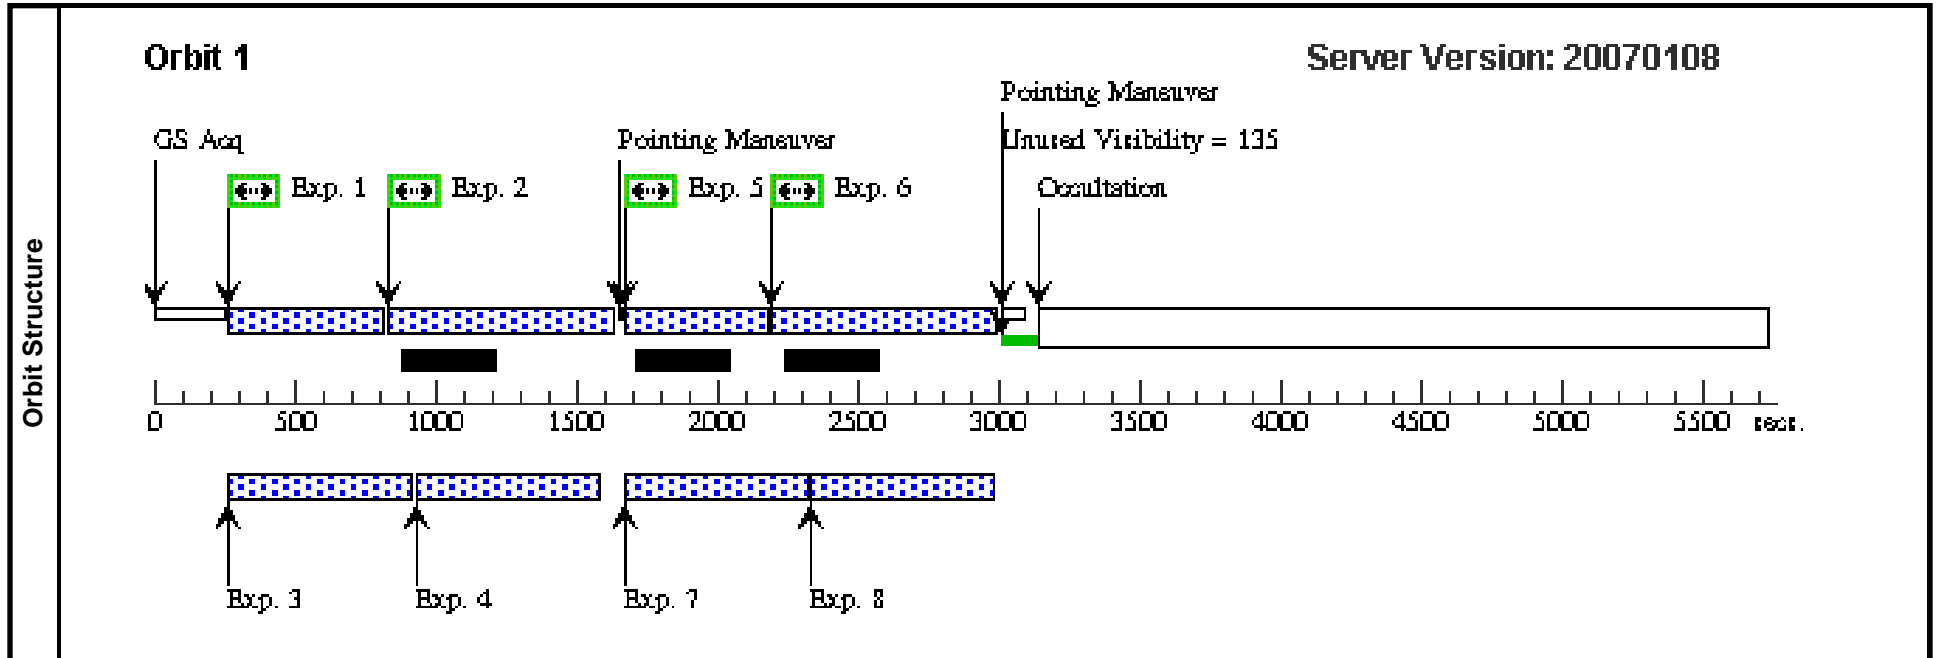 Orbit 1
Server Version: 20070108
Pointing Maneuver
GS Acq
Pointing Maneuver
Unused Visibility = 135
Exp. 1
Exp. 2
Exp. 5
Exp. 6
Occultation
Orbit Structure
0
500
1000
1500
2000
2500
3000
3500
4000
4500
5000
5500
secs.
Exp. 3
Exp. 4
Exp. 7
Exp. 8